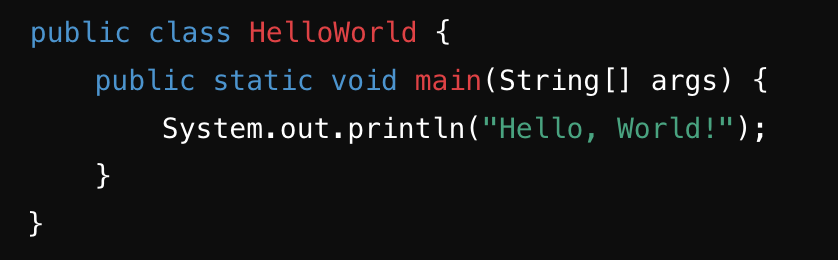 public class HelloWorld {
    public static void main(String[] args) {
        System.out.println("Hello, World!");
    }
}